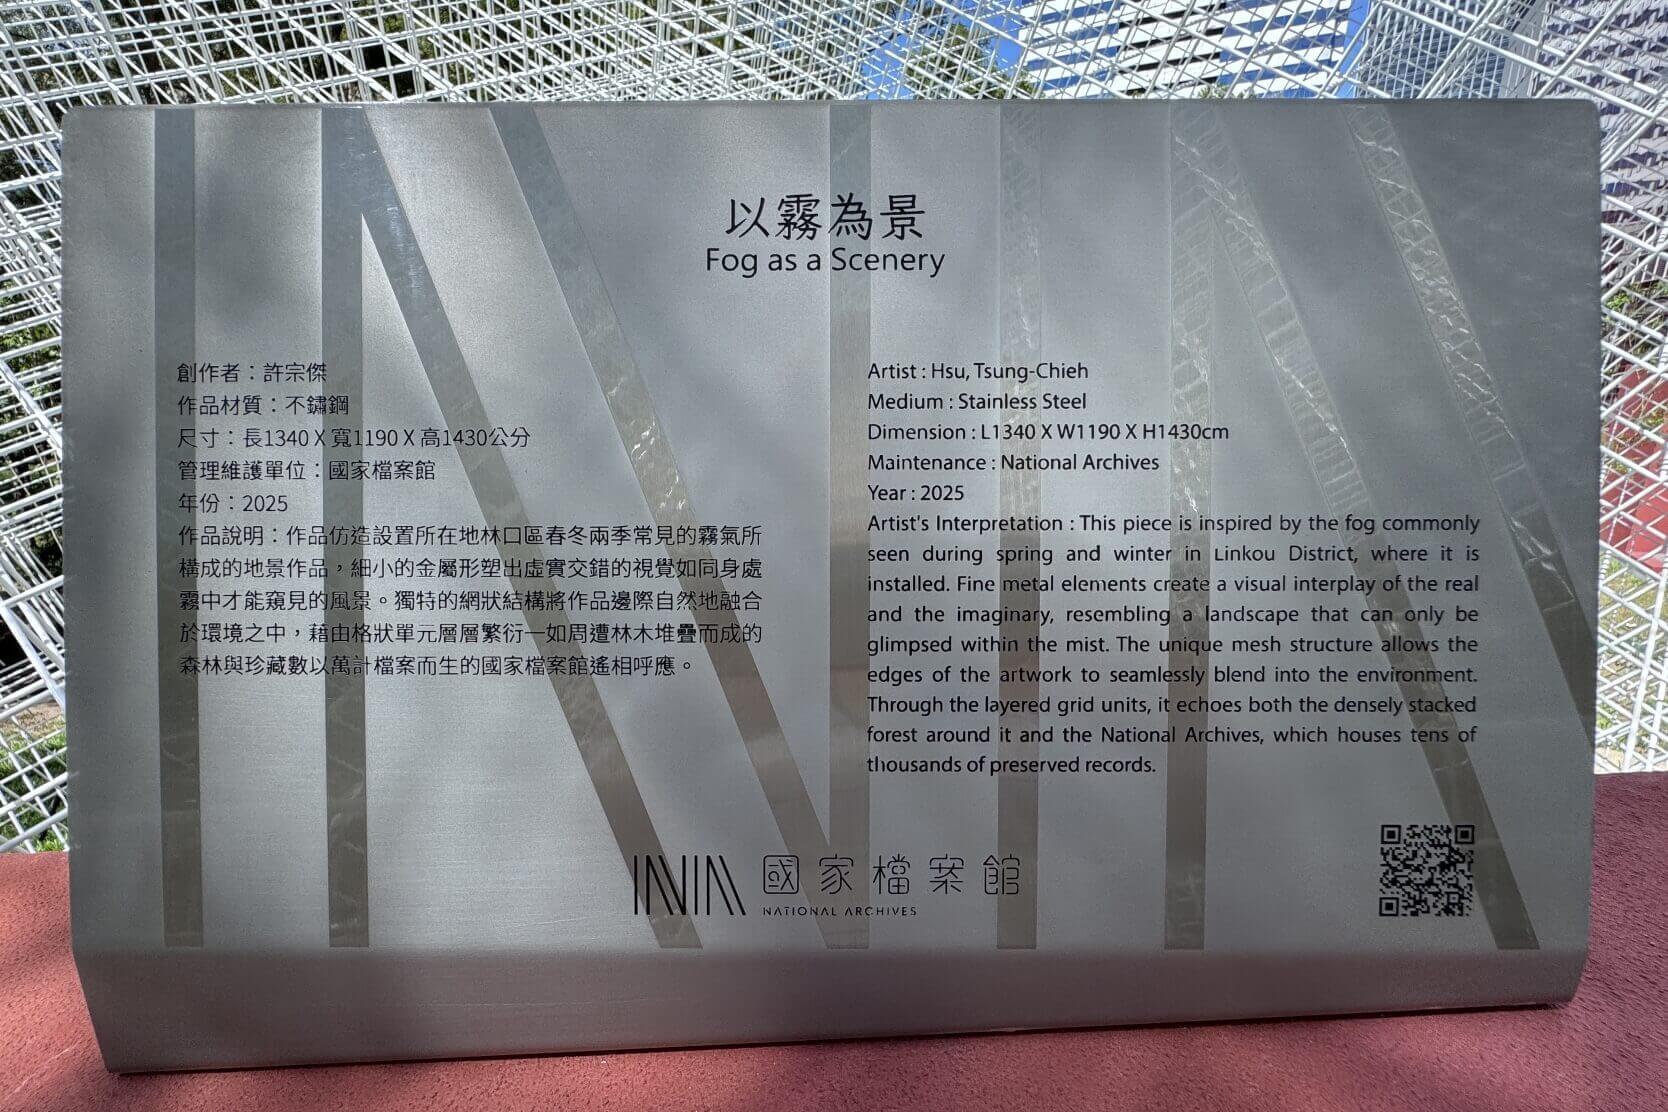 以霧為景
Fog as a Scenery
創作者：許宗傑
作品材質：不鏽鋼
尺寸：長1340 X 寬1190 X 高1430公分
管理維護單位：國家檔案館
年份：2025
作品說明：作品仿造設置所在地林口區春冬兩季常見的霧氣所
構成的地景作品，細小的金屬形塑出虛實交錯的視覺如同身處
霧中才能窺見的風景。獨特的網狀結構將作品邊際自然地融合
於環境之中，藉由格狀單元層層繁衍一如周遭林木堆疊而成的
森林與珍藏數以萬計檔案而生的國家檔案館遙相呼應。
Artist : Hsu, Tsung-Chieh
Medium : Stainless Steel
Dimension : L1340 X W1190 X H1430cm
Maintenance : National Archives
Year : 2025
Artist's Interpretation : This piece is inspired by the fog commonly
seen during spring and winter in Linkou District, where it is
installed. Fine metal elements create a visual interplay of the real
and the imaginary, resembling a landscape that can only be
glimpsed within the mist. The unique mesh structure allows the
edges of the artwork to seamlessly blend into the environment.
Through the layered grid units, it echoes both the densely stacked
forest around it and the National Archives, which houses tens of
thousands of preserved records.
國家檔案館
NATIONAL ARCHIVES